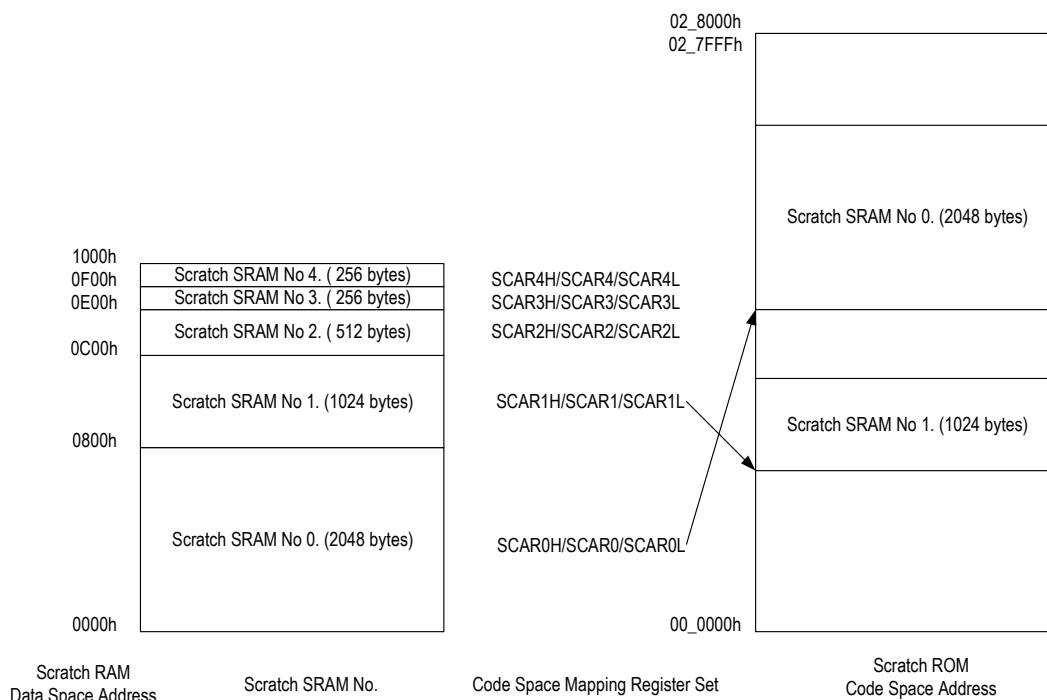 02_8000h
02_7FFFh
Scratch SRAM No 0. (2048 bytes)
1000h
0F00h
0E00h
0C00h
0800h
0000h
Scratch SRAM No 4. ( 256 bytes)
Scratch SRAM No 3. ( 256 bytes)
Scratch SRAM No 2. ( 512 bytes)
Scratch SRAM No 1. (1024 bytes)
Scratch SRAM No 0. (2048 bytes)
SCAR4H/SCAR4/SCAR4L
SCAR3H/SCAR3/SCAR3L
SCAR2H/SCAR2/SCAR2L
SCAR1H/SCAR1/SCAR1L
SCAR0H/SCAR0/SCAR0L
Scratch SRAM No 1. (1024 bytes)
00_0000h
Scratch RAM
Data Space Address
Scratch SRAM No.
Code Space Mapping Register Set
Scratch ROM
Code Space Address